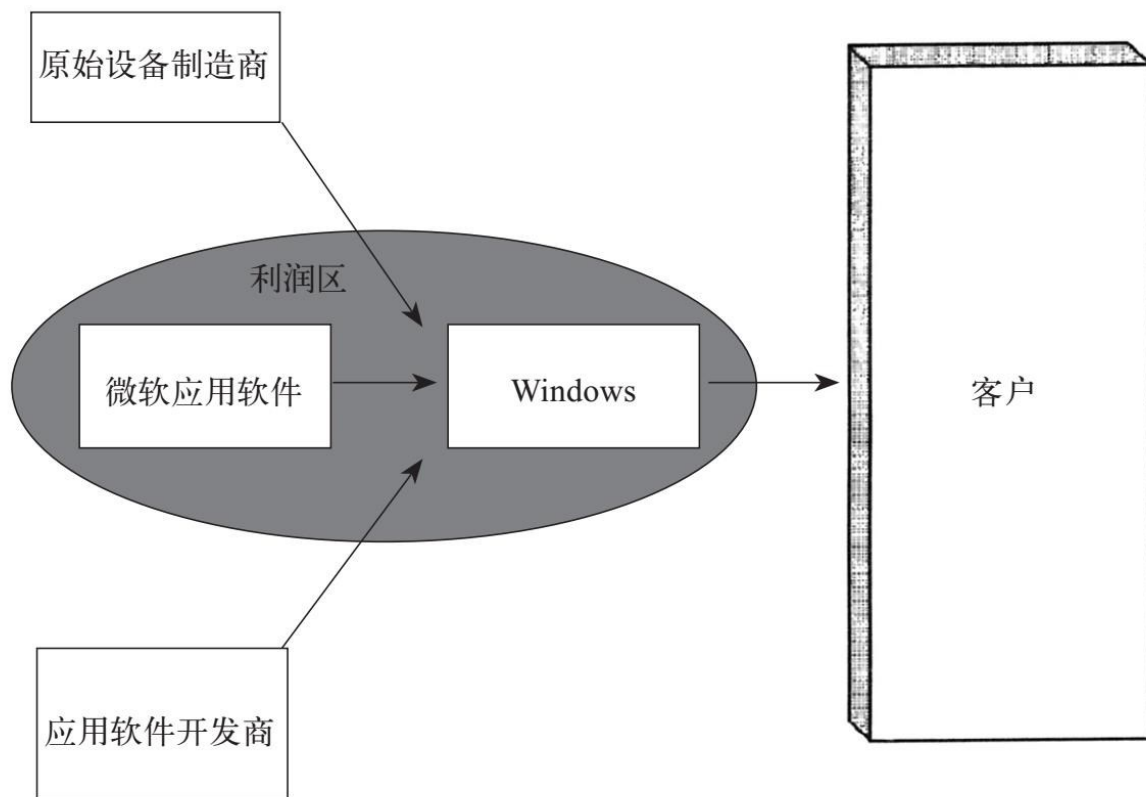 原始设备制造商
利润区
微软应用软件
Windows
客户
应用软件开发商